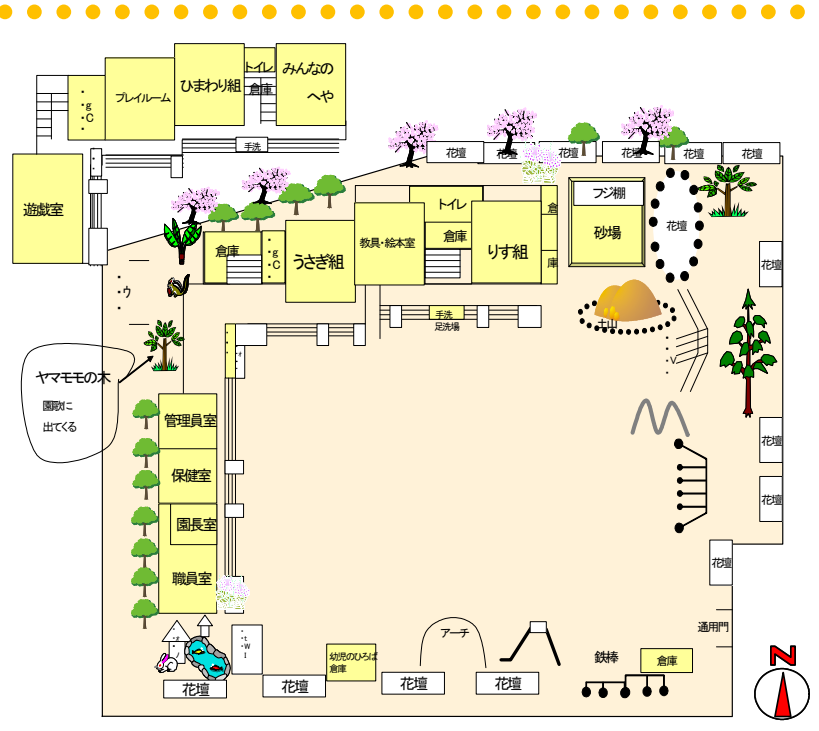 トイレ
みんなの
へや
ひまわり組
倉庫
プレイルーム
・
・g
・C
手洗
遊戯室
花壇
花壇
花壇
花壇
花壇
花壇
フジ棚
砂場
花壇
トイレ
倉庫
倉
庫
りす組
教具・絵本室
うさぎ組
・g
・C
・
倉庫
花壇
・
・ウ
・
手洗
足洗場
土山
・
・V
・
ヤマモモの木
園歌に
出てくる
管理員室
保健室
園長室
職員室
花壇
花壇
花壇
通用門
アーチ
鉄棒
倉庫
幼児のひろば
倉庫
・t
・W
I
花壇
花壇
花壇
花壇
N